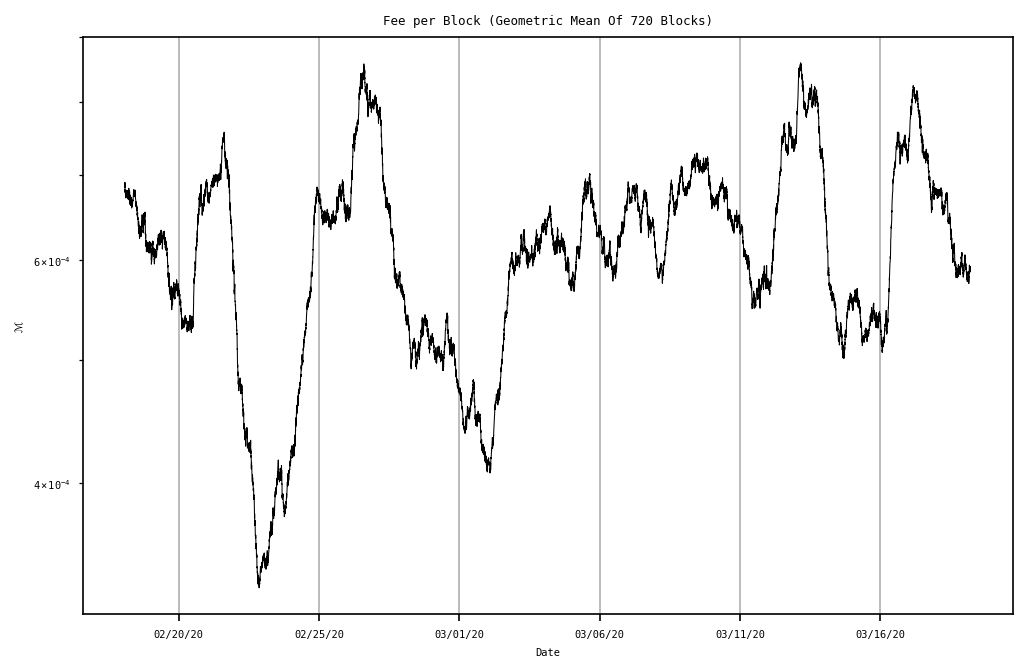 Fee per Block (Geometric Mean Of 720 Blocks)
6×10⁻⁴
ℳ
4×10⁻⁴
02/20/20 02/25/20 03/01/20 03/06/20 03/11/20 03/16/20
Date